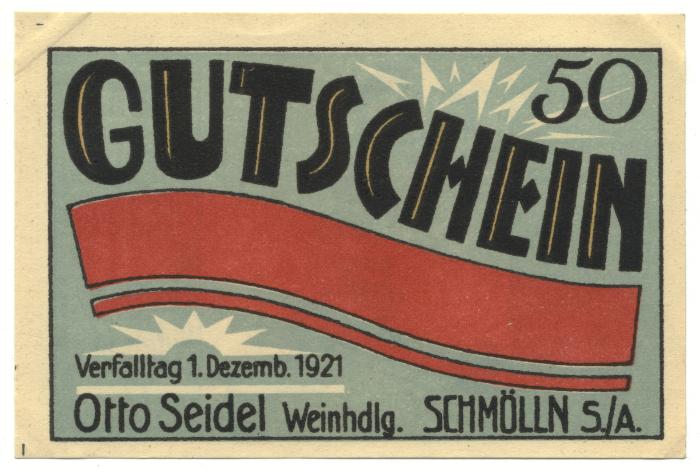 GUTSCHEIN 50
Verfalltag 1. Dezemb. 1921
Otto Seidel Weinhdlg. SCHMÖLLN S./A.